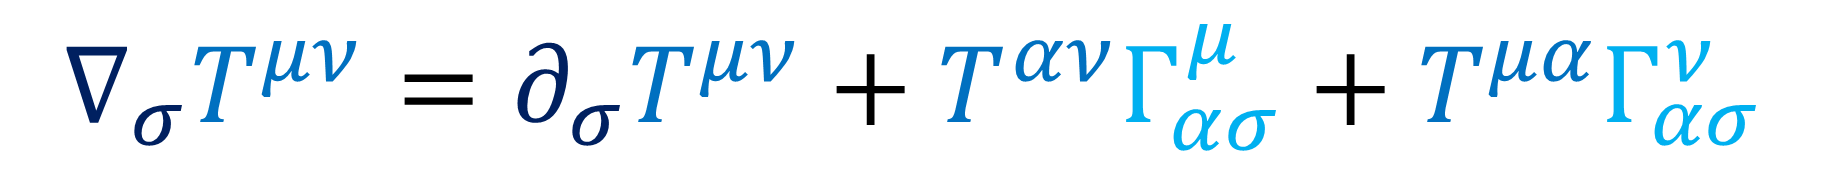 ∇_σ T^{μν} = ∂_σ T^{μν} + T^{αν} Γ^μ_{ασ} + T^{μα} Γ^ν_{ασ}